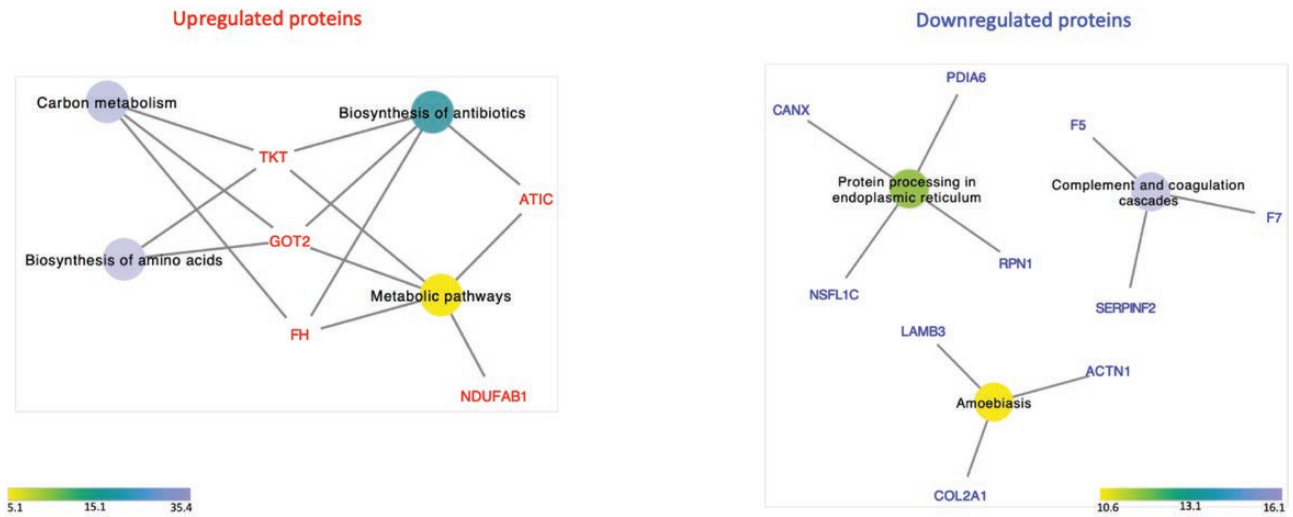 Upregulated proteins
Carbon metabolism
Biosynthesis of antibiotics
TKT
ATIC
GOT2
Biosynthesis of amino acids
Metabolic pathways
FH
NDUFAB1
5.1 15.1 35.4
Downregulated proteins
PDIA6
CANX
F5
Protein processing in
endoplasmic reticulum
Complement and coagulation
cascades
F7
RPN1
NSFL1C
SERPINF2
LAMB3
ACTN1
Amoebiasis
COL2A1
10.6 13.1 16.1